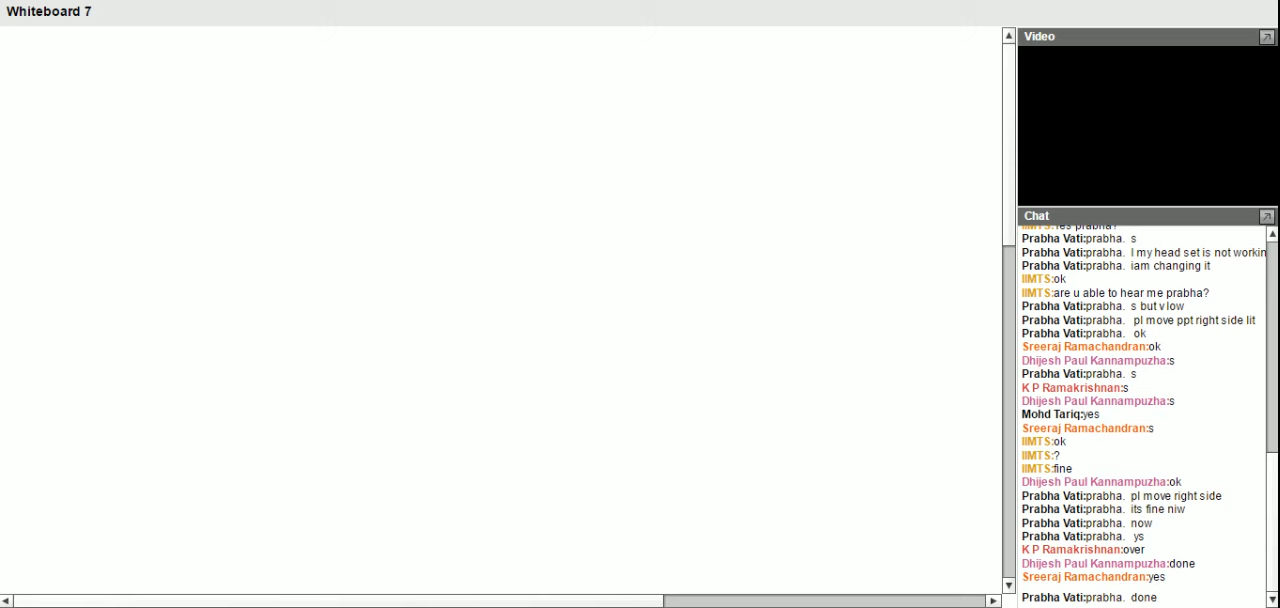 Whiteboard 7
Video
Chat
IIMTS:Yes prabha?
Prabha Vati:prabha. s
Prabha Vati:prabha. I my head set is not workin
Prabha Vati:prabha. iam changing it
IIMTS:ok
IIMTS:are u able to hear me prabha?
Prabha Vati:prabha. s but v low
Prabha Vati:prabha. pl move ppt right side lit
Prabha Vati:prabha. ok
Sreeraj Ramachandran:ok
Dhijesh Paul Kannampuzha:s
Prabha Vati:prabha. s
K P Ramakrishnan:s
Dhijesh Paul Kannampuzha:s
Mohd Tariq:yes
Sreeraj Ramachandran:s
IIMTS:ok
IIMTS:?
IIMTS:fine
Dhijesh Paul Kannampuzha:ok
Prabha Vati:prabha. pl move right side
Prabha Vati:prabha. its fine niw
Prabha Vati:prabha. now
Prabha Vati:prabha. ys
K P Ramakrishnan:over
Dhijesh Paul Kannampuzha:done
Sreeraj Ramachandran:yes
Prabha Vati:prabha. done